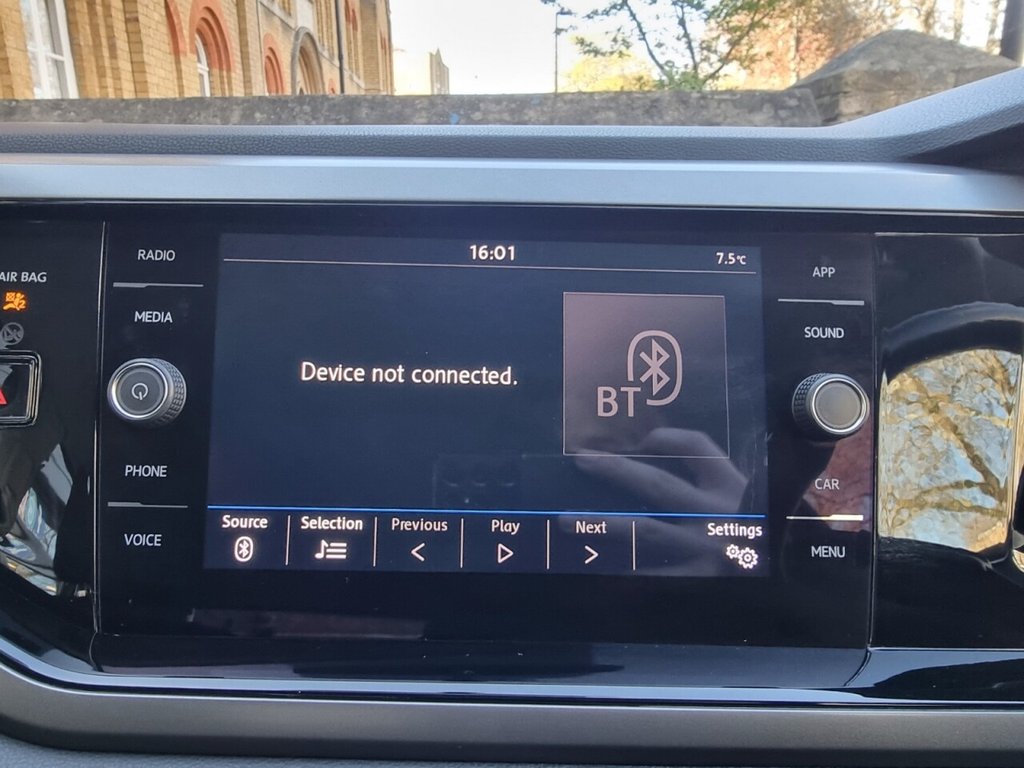 16:01
7.5°C
AIR BAG
RADIO
MEDIA
PHONE
VOICE
Device not connected.
BT
Source
Selection
Previous
Play
Next
Settings
APP
SOUND
CAR
MENU